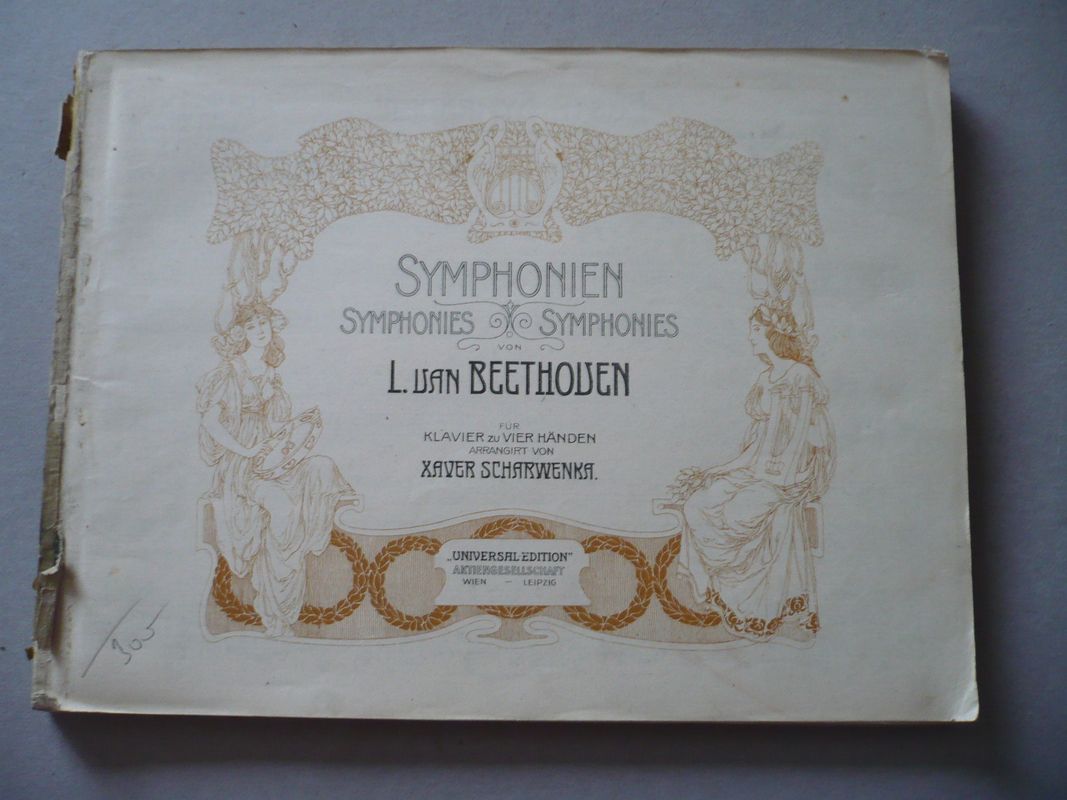 SYMPHONIEN
SYMPHONIES SYMPHONIES
VON
L. VAN BEETHOVEN
FÜR
KLAVIER ZU VIER HÄNDEN
ARRANGIRT VON
XAVER SCHARWENKA.
„UNIVERSAL-EDITION"
AKTIENGESELLSCHAFT
WIEN – LEIPZIG